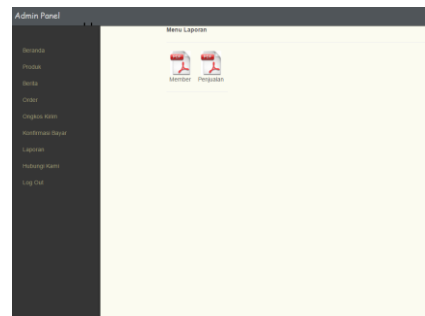 Admin Panel
Menu Laporan
Beranda
Produk
Berita
Order
Ongkos Kirim
Konfirmasi Bayar
Laporan
Hubungi Kami
Log Out
Member Penjualan